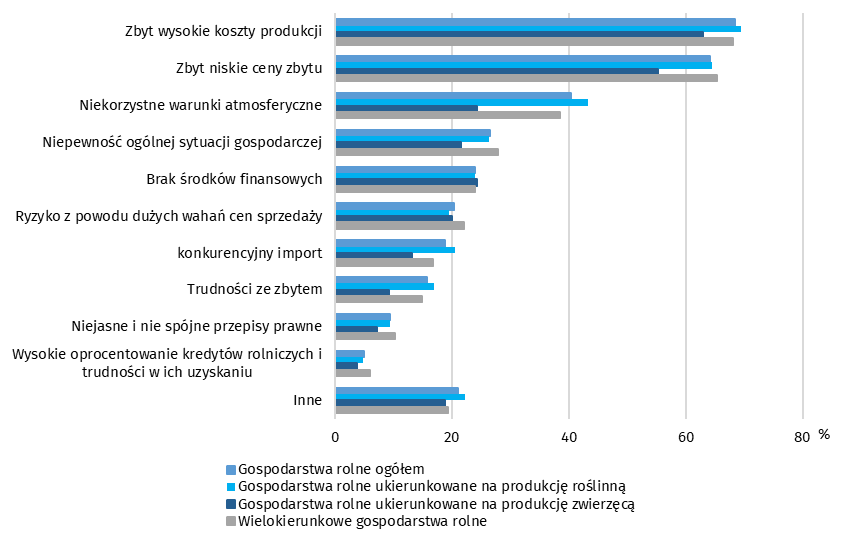 Zbyt wysokie koszty produkcji
Zbyt niskie ceny zbytu
Niekorzystne warunki atmosferyczne
Niepewność ogólnej sytuacji gospodarczej
Brak środków finansowych
Ryzyko z powodu dużych wahań cen sprzedaży
konkurencyjny import
Trudności ze zbytem
Niejasne i nie spójne przepisy prawne
Wysokie oprocentowanie kredytów rolniczych i
trudności w ich uzyskaniu
Inne
0 20 40 60 80 %
Gospodarstwa rolne ogółem
Gospodarstwa rolne ukierunkowane na produkcję roślinną
Gospodarstwa rolne ukierunkowane na produkcję zwierzęcą
Wielokierunkowe gospodarstwa rolne